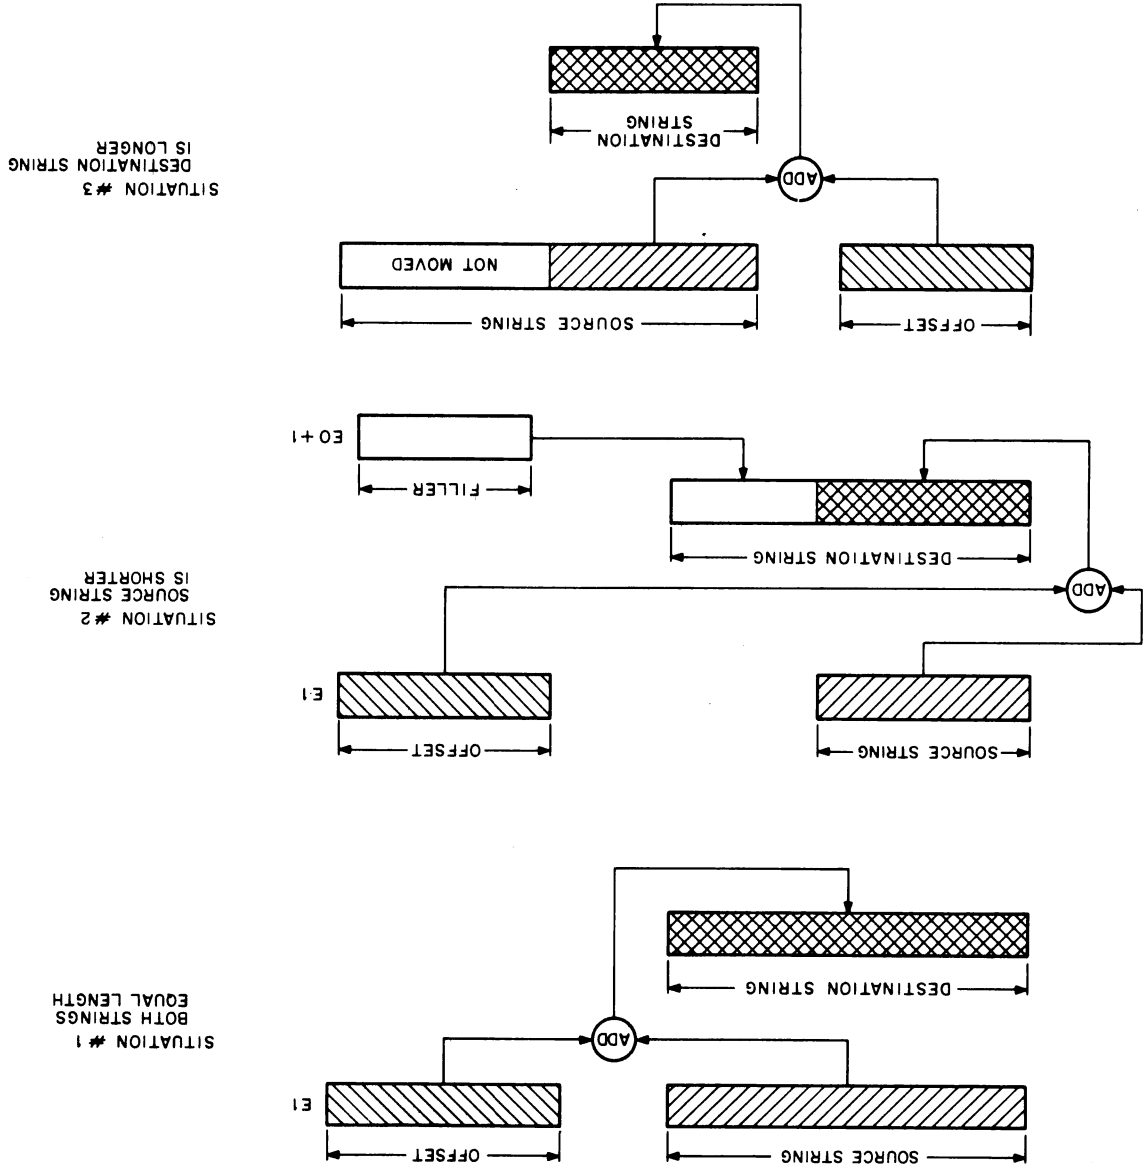 SOURCE STRING
OFFSET
E1
ADD
SITUATION #1
BOTH STRINGS
EQUAL LENGTH
DESTINATION STRING
SOURCE STRING
OFFSET
E1
ADD
SITUATION #2
SOURCE STRING
IS SHORTER
DESTINATION STRING
FILLER
E0+1
OFFSET
SOURCE STRING
NOT MOVED
ADD
SITUATION #3
DESTINATION STRING
IS LONGER
DESTINATION
STRING